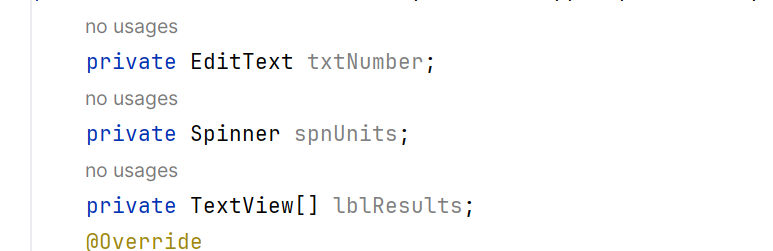 no usages
private EditText txtNumber;
no usages
private Spinner spnUnits;
no usages
private TextView[] lblResults;
@Override